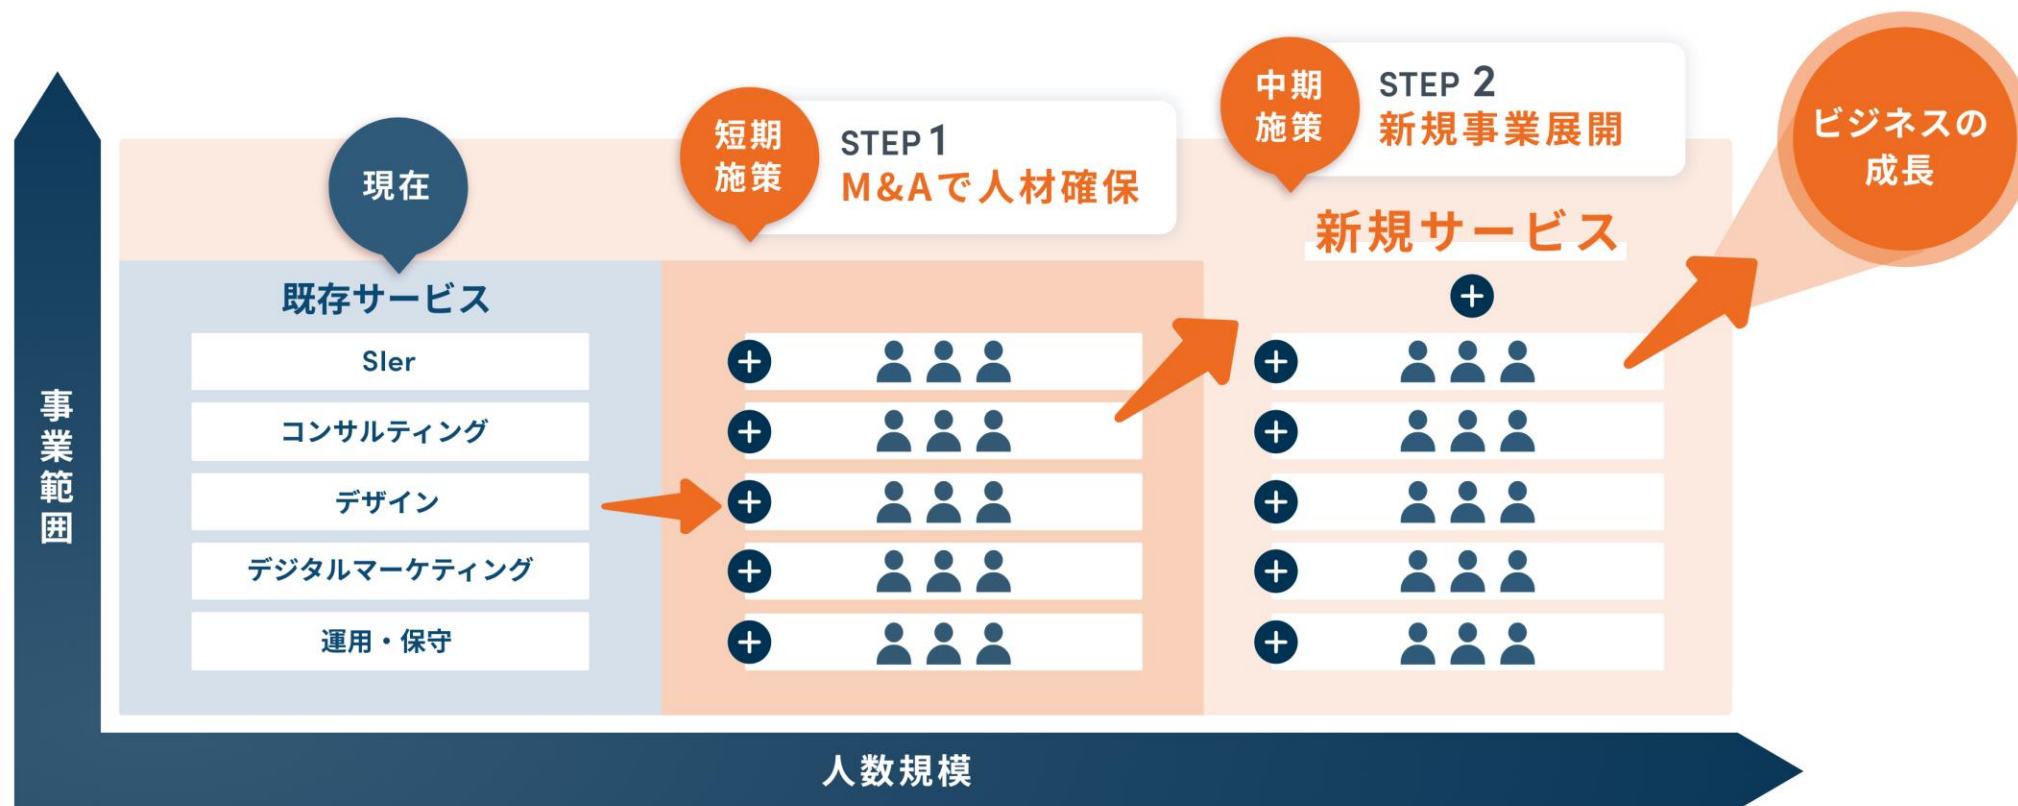 事業範囲
現在
既存サービス
SIer
コンサルティング
デザイン
デジタルマーケティング
運用・保守
短期
施策
STEP 1
M&Aで人材確保
中期
施策
STEP 2
新規事業展開
新規サービス
ビジネスの
成長
人数規模